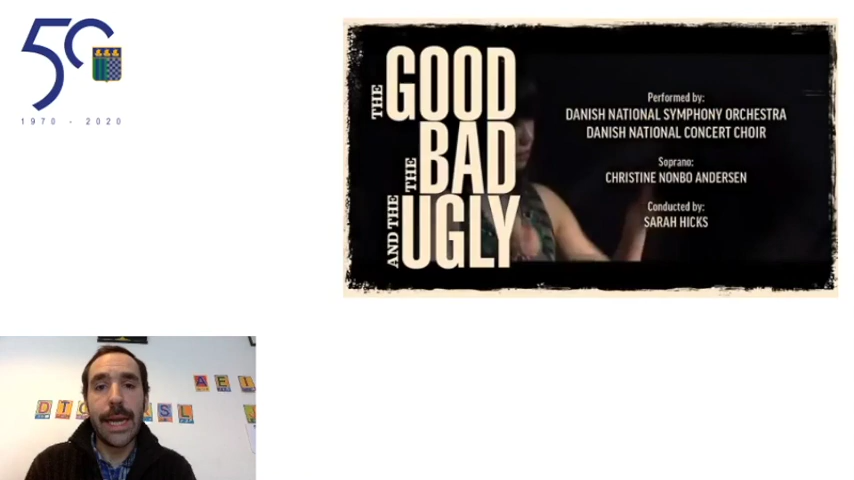 50
1970 - 2020
THE GOOD
THE BAD
AND THE UGLY
Performed by:
DANISH NATIONAL SYMPHONY ORCHESTRA
DANISH NATIONAL CONCERT CHOIR
Soprano:
CHRISTINE NONBO ANDERSEN
Conducted by:
SARAH HICKS
A E I
D T
S L